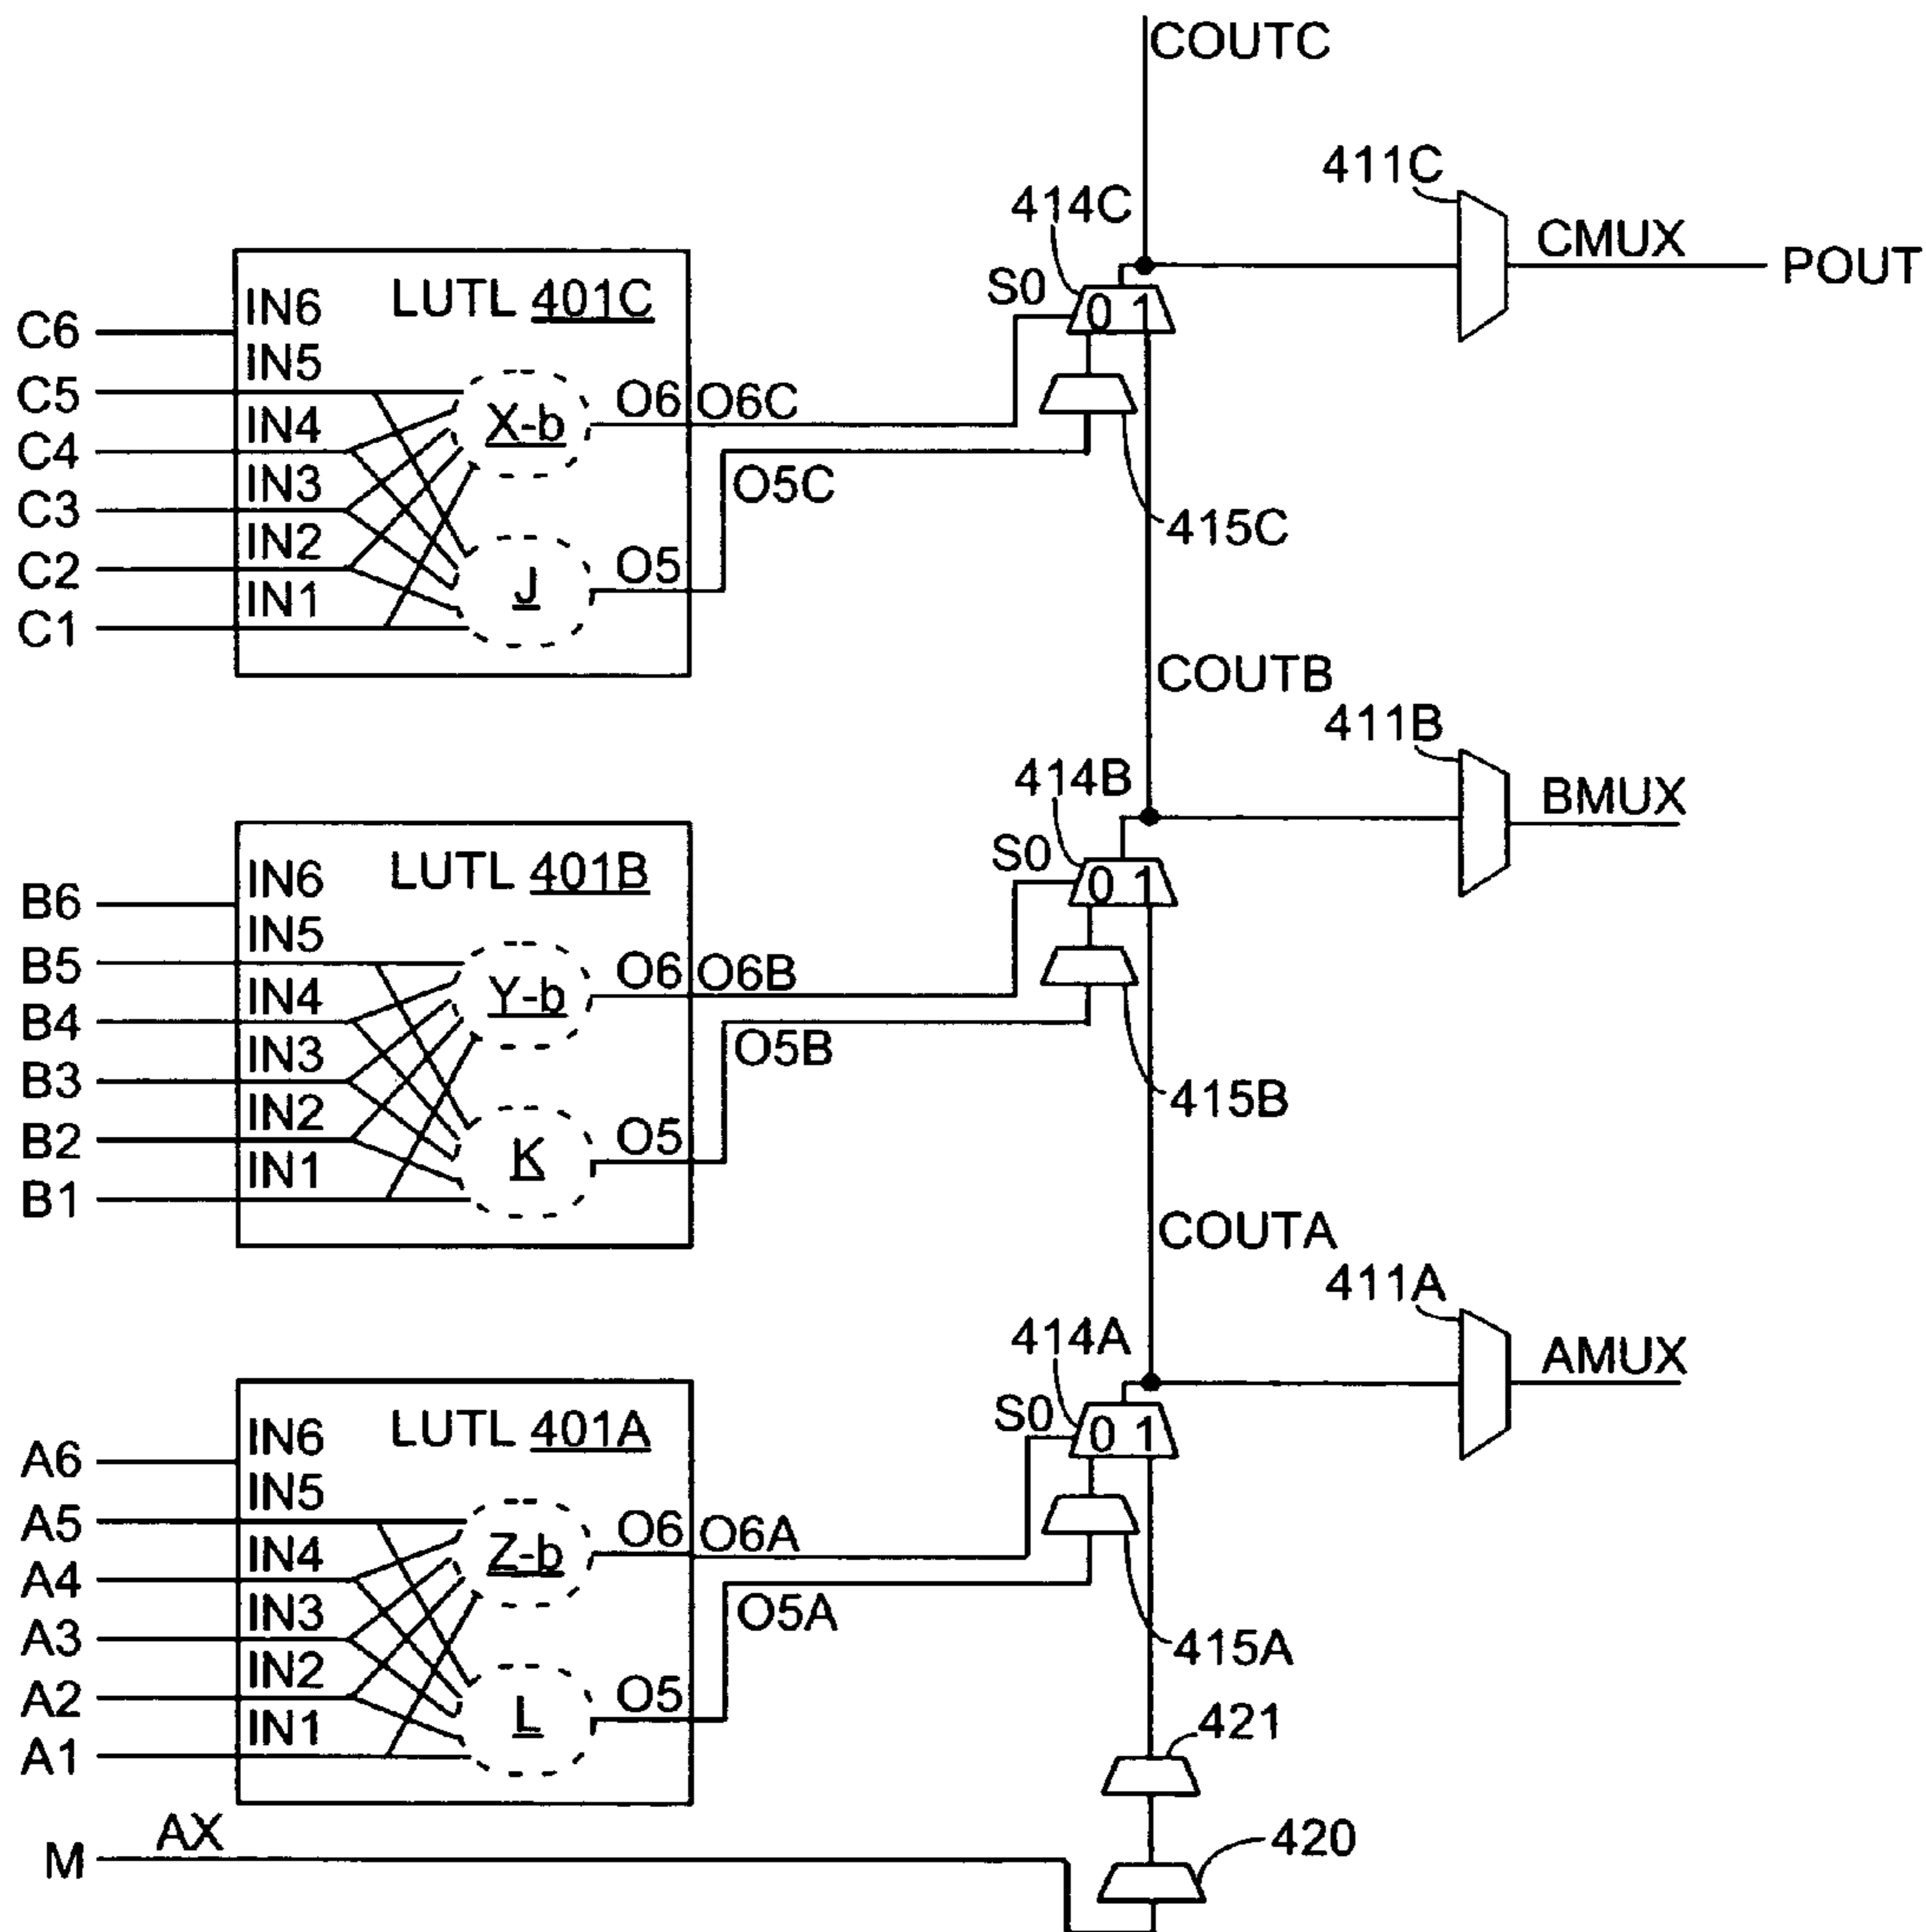 COUTC
411C
414C
CMUX
POUT
S0
0 1
LUTL 401C
C6
IN6
C5
IN5
C4
IN4
C3
IN3
C2
IN2
C1
IN1
X-b
O6
O6C
J
O5
O5C
415C
COUTB
411B
414B
BMUX
S0
0 1
LUTL 401B
B6
IN6
B5
IN5
B4
IN4
B3
IN3
B2
IN2
B1
IN1
Y-b
O6
O6B
K
O5
O5B
415B
COUTA
411A
414A
AMUX
S0
0 1
LUTL 401A
A6
IN6
A5
IN5
A4
IN4
A3
IN3
A2
IN2
A1
IN1
Z-b
O6
O6A
L
O5
O5A
415A
421
M
AX
420